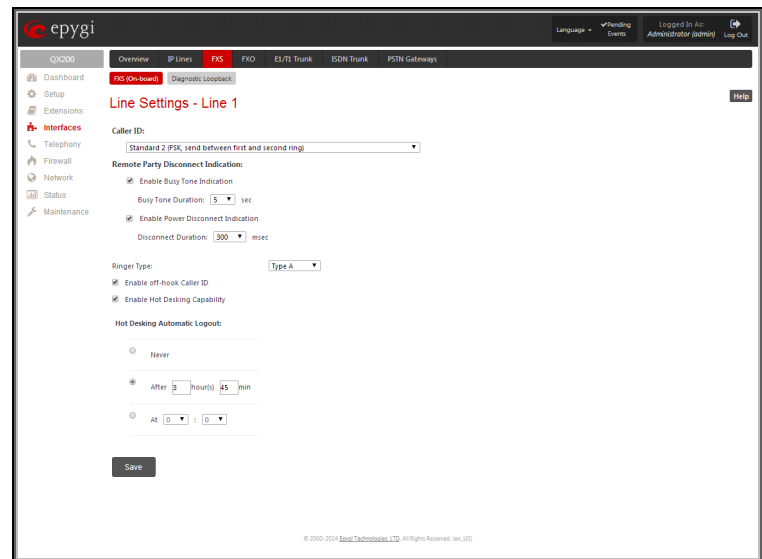 epygi
Language
Pending Events
Logged In As:
Administrator (admin)
Log Out
QX200
Overview IP Lines FXS FXO E1/T1 Trunk ISDN Trunk PSTN Gateways
Dashboard
Setup
Extensions
Interfaces
Telephony
Firewall
Network
Status
Maintenance
FXS (On-board) Diagnostic Loopback
Help
Line Settings - Line 1
Caller ID:
Standard 2 (FSK, send between first and second ring)
Remote Party Disconnect Indication:
Enable Busy Tone Indication
Busy Tone Duration: 5 sec
Enable Power Disconnect Indication
Disconnect Duration: 300 msec
Ringer Type: Type A
Enable off-hook Caller ID
Enable Hot Desking Capability
Hot Desking Automatic Logout:
Never
After 3 hour(s) 45 min
At 0 : 0
Save
© 2000-2014 Epygi Technologies, LTD. All Rights Reserved. (en_US)